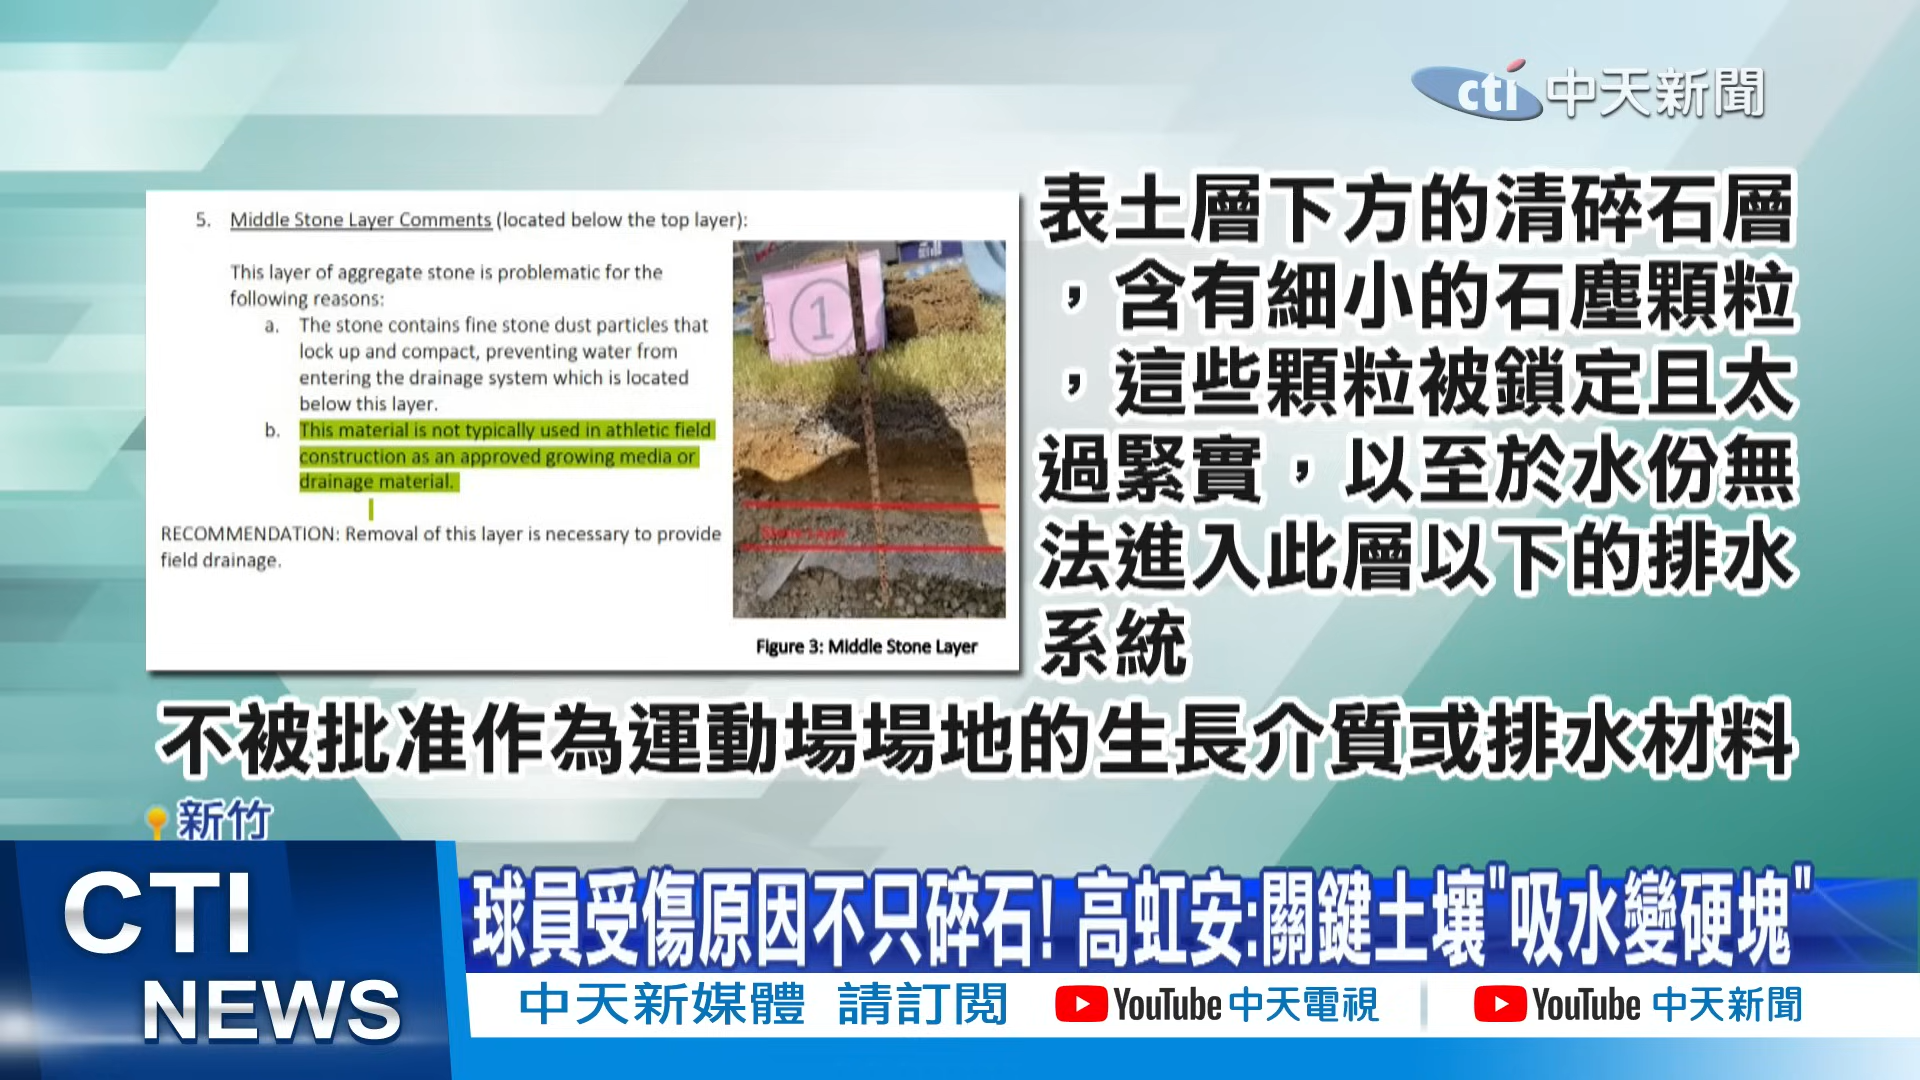 cti 中天新聞
5. Middle Stone Layer Comments (located below the top layer):
This layer of aggregate stone is problematic for the
following reasons:
a. The stone contains fine stone dust particles that
lock up and compact, preventing water from
entering the drainage system which is located
below this layer.
b. This material is not typically used in athletic field
construction as an approved growing media or
drainage material.
RECOMMENDATION: Removal of this layer is necessary to provide
field drainage.
1
Stone Layer
Figure 3: Middle Stone Layer
表土層下方的清碎石層
，含有細小的石塵顆粒
，這些顆粒被鎖定且太
過緊實，以至於水份無
法進入此層以下的排水
系統
不被批准作為運動場場地的生長介質或排水材料
新竹
CTI
NEWS
球員受傷原因不只碎石! 高虹安:關鍵土壤"吸水變硬塊"
中天新媒體 請訂閱 YouTube 中天電視 YouTube 中天新聞